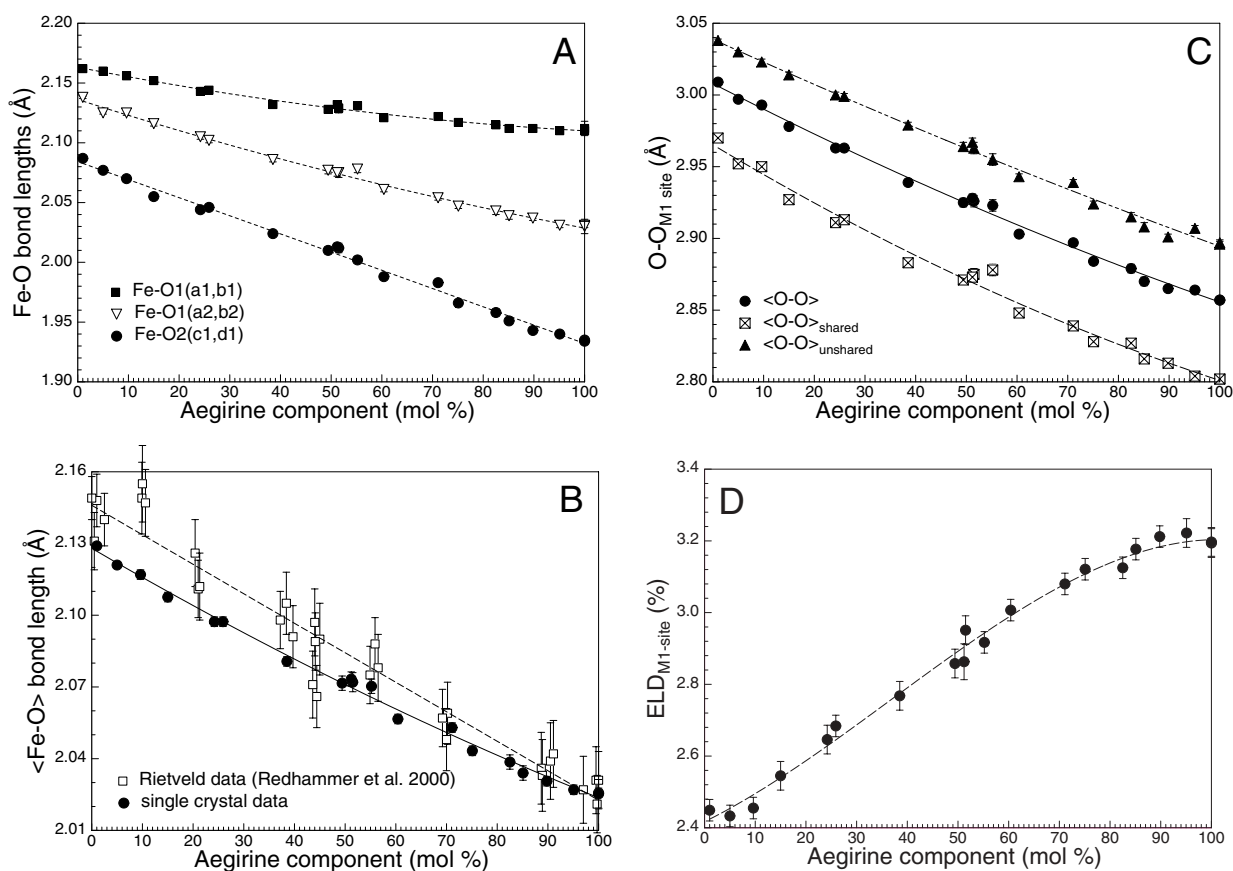 A
2.20
2.15
2.10
2.05
2.00
1.95
1.90
Fe-O bond lengths (Å)
Fe-O1(a1,b1)
Fe-O1(a2,b2)
Fe-O2(c1,d1)
0 10 20 30 40 50 60 70 80 90 100
Aegirine component (mol %)
C
3.05
3.00
2.95
2.90
2.85
2.80
O-O M1 site (Å)
<O-O>
<O-O>shared
<O-O>unshared
0 10 20 30 40 50 60 70 80 90 100
Aegirine component (mol %)
B
2.16
2.13
2.10
2.07
2.04
2.01
<Fe-O> bond length (Å)
Rietveld data (Redhammer et al. 2000)
single crystal data
0 10 20 30 40 50 60 70 80 90 100
Aegirine component (mol %)
D
3.4
3.2
3.0
2.8
2.6
2.4
ELD M1-site (%)
0 10 20 30 40 50 60 70 80 90 100
Aegirine component (mol %)